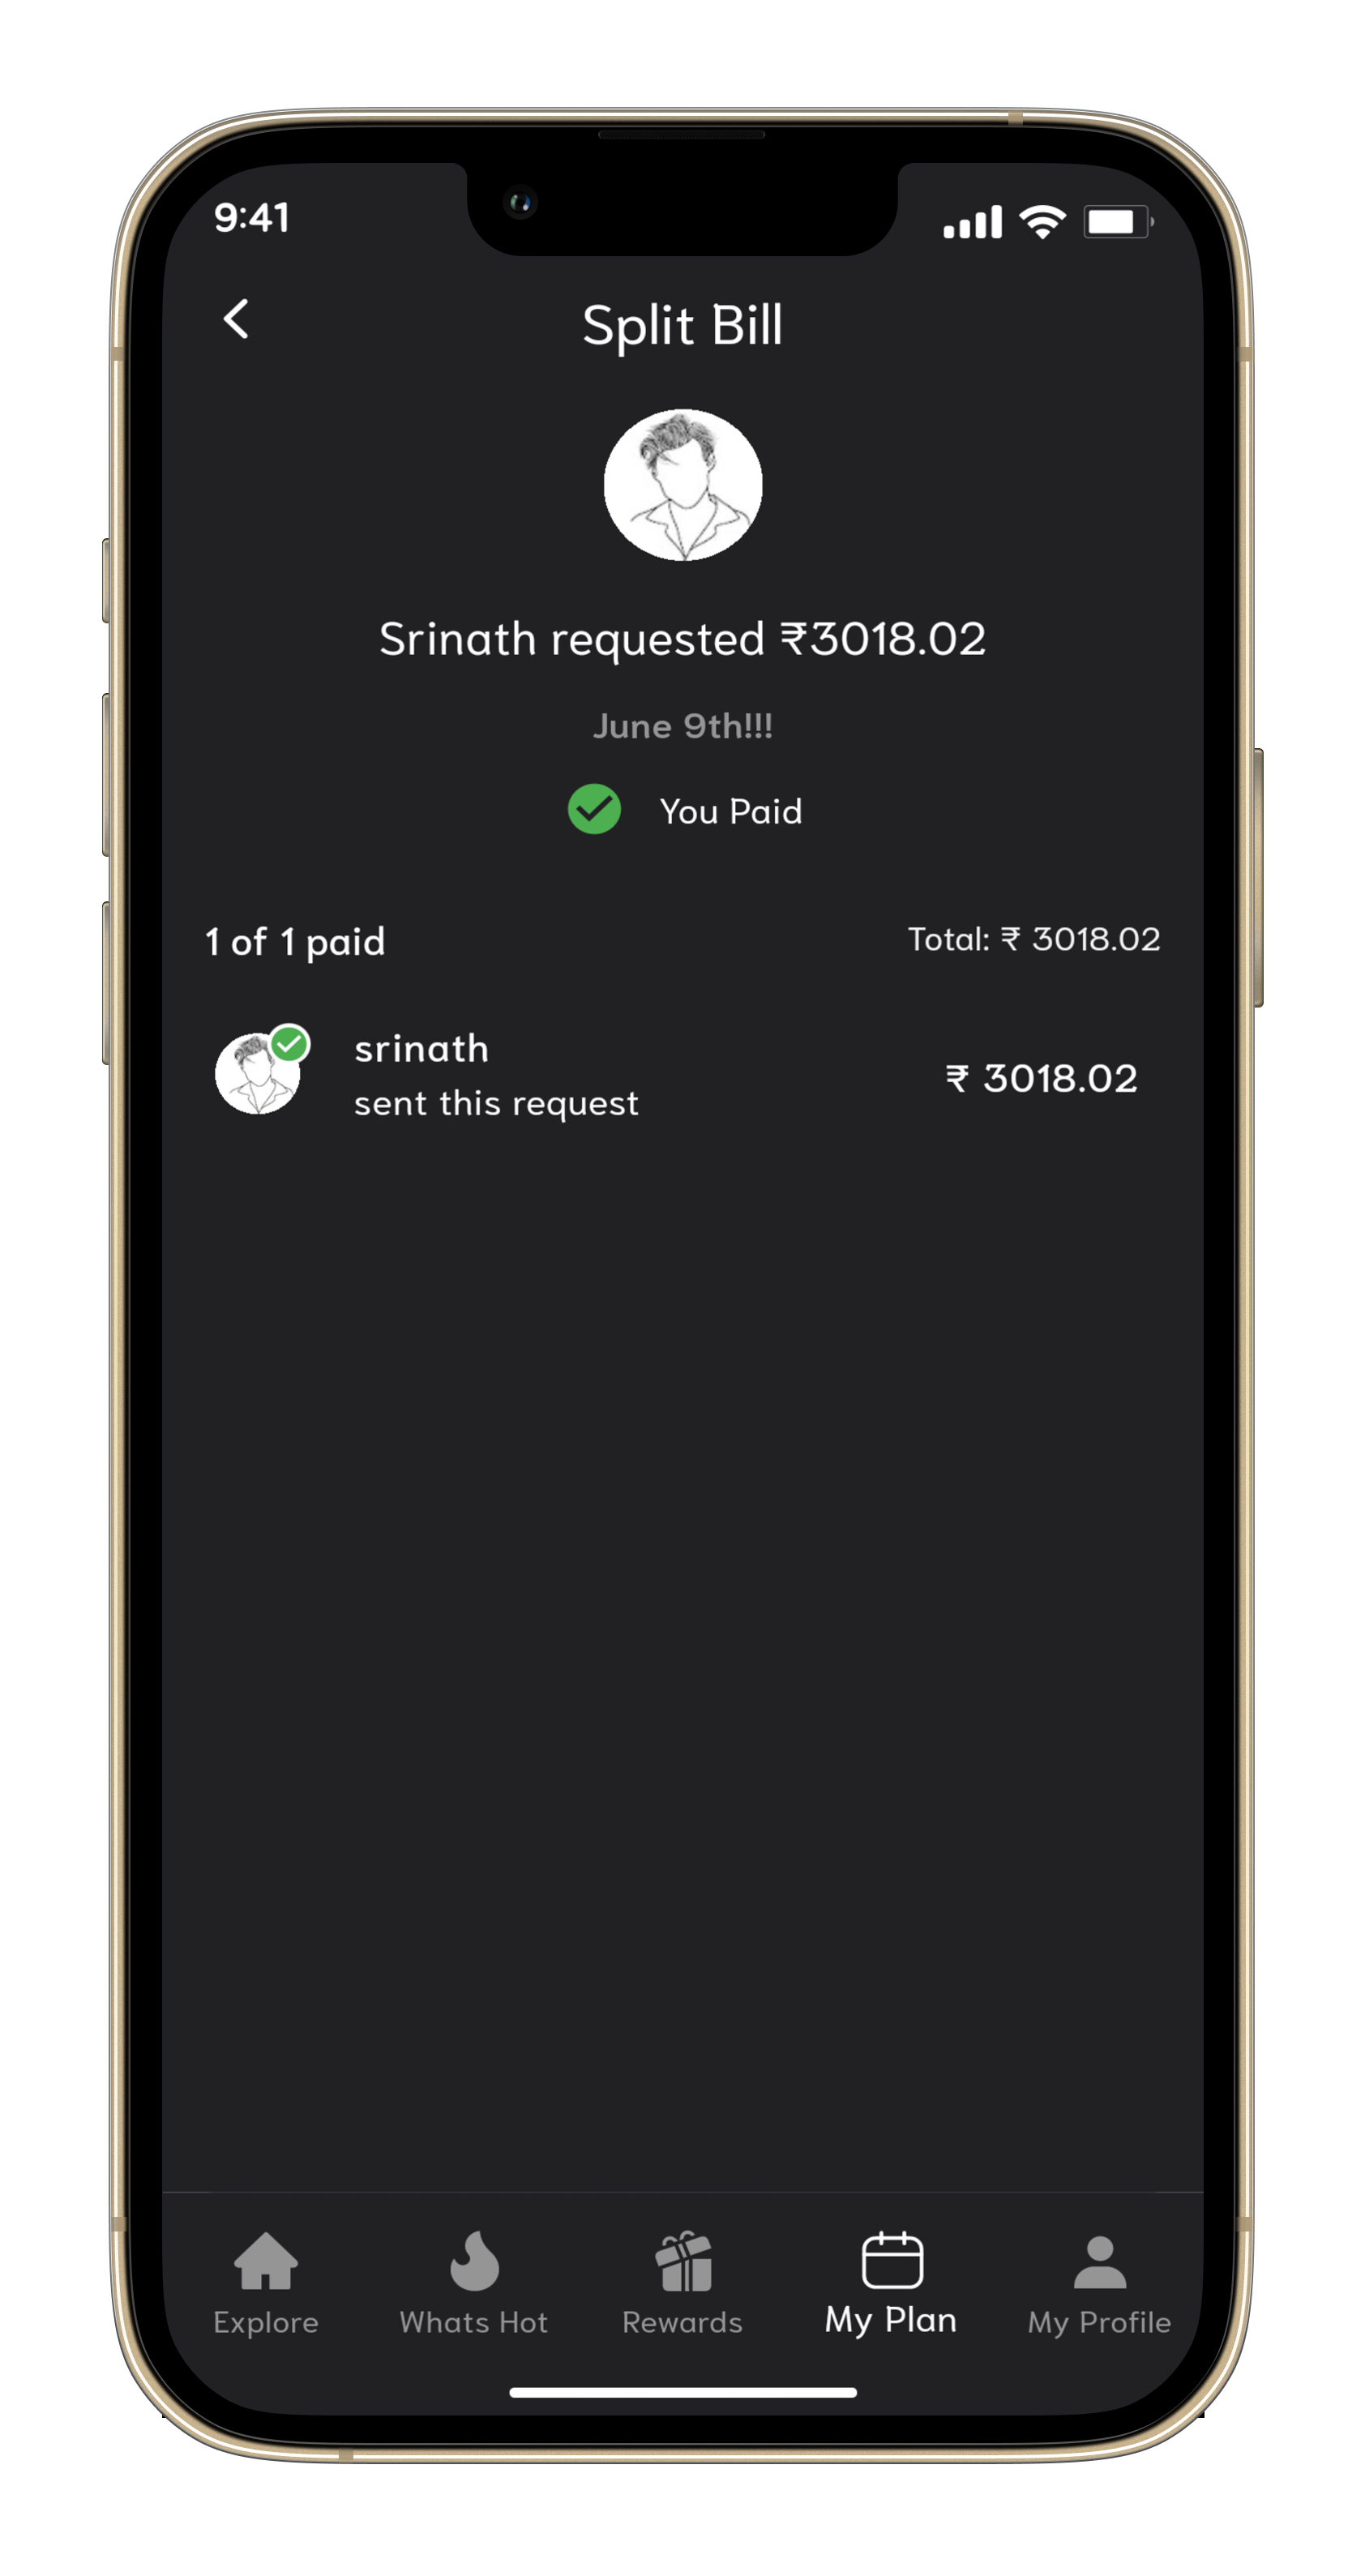 9:41
Split Bill
Srinath requested ₹3018.02
June 9th!!!
You Paid
1 of 1 paid
Total: ₹ 3018.02
srinath
sent this request
₹ 3018.02
Explore
Whats Hot
Rewards
My Plan
My Profile